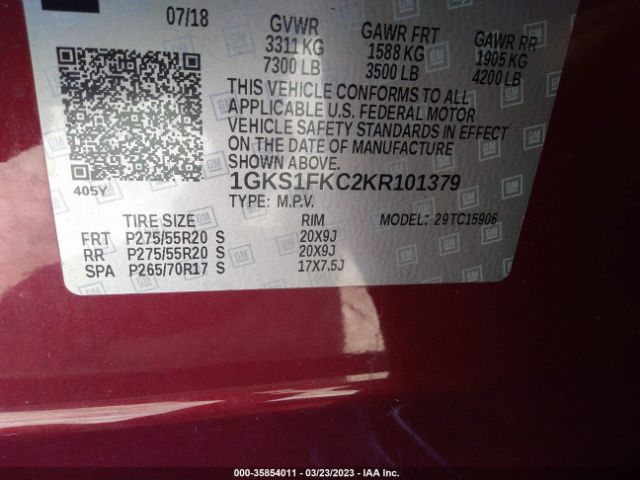 07/18 GVWR GAWR FRT GAWR RR
3311 KG 1588 KG 1905 KG
7300 LB 3500 LB 4200 LB
THIS VEHICLE CONFORMS TO ALL
APPLICABLE U.S. FEDERAL MOTOR
VEHICLE SAFETY STANDARDS IN EFFECT
ON THE DATE OF MANUFACTURE
SHOWN ABOVE.
405Y
1GKS1FKC2KR101379
TYPE: M.P.V.
TIRE SIZE RIM MODEL: 29TC15906
FRT P275/55R20 S 20X9J
RR P275/55R20 S 20X9J
SPA P265/70R17 S 17X7.5J
GM
000-35854011 — 03/23/2023 — IAA Inc.